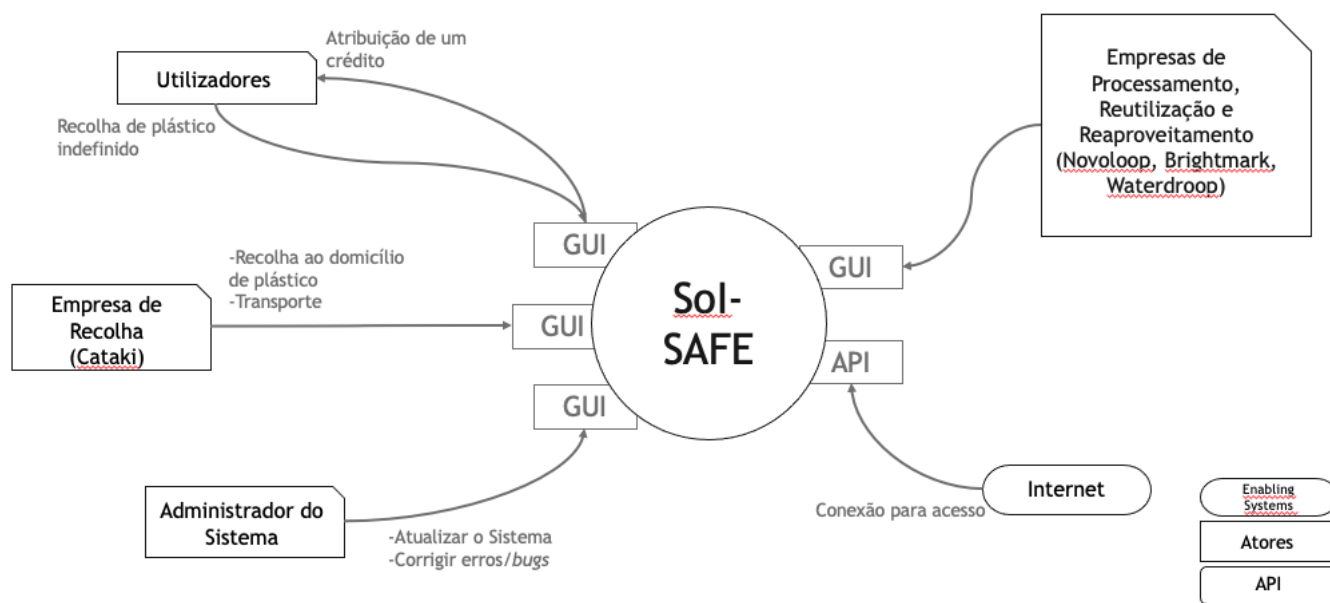 Atribuição de um
crédito
Utilizadores
Recolha de plástico
indefinido
Empresas de
Processamento,
Reutilização e
Reaproveitamento
(Novoloop, Brightmark,
Waterdroop)
GUI
-Recolha ao domicílio
de plástico
-Transporte
GUI
Empresa de
Recolha
(Cataki)
GUI
Sol-
SAFE
API
GUI
Administrador do
Sistema
-Atualizar o Sistema
-Corrigir erros/bugs
Internet
Conexão para acesso
Enabling
Systems
Atores
API